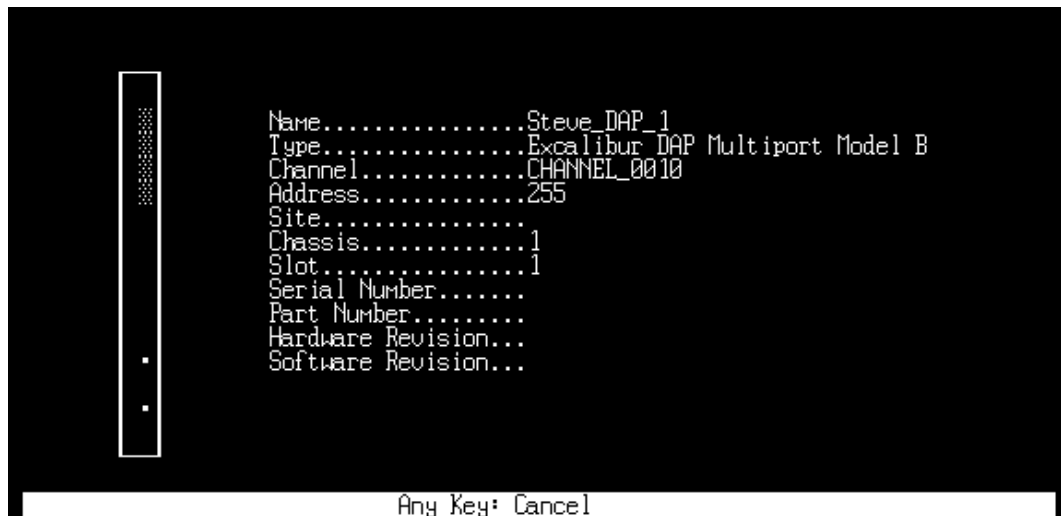 Name................Steve_DAP_1
Type................Excalibur DAP Multiport Model B
Channel.............CHANNEL_0010
Address.............255
Site................
Chassis.............1
Slot................1
Serial Number.......
Part Number.........
Hardware Revision...
Software Revision...
Any Key: Cancel